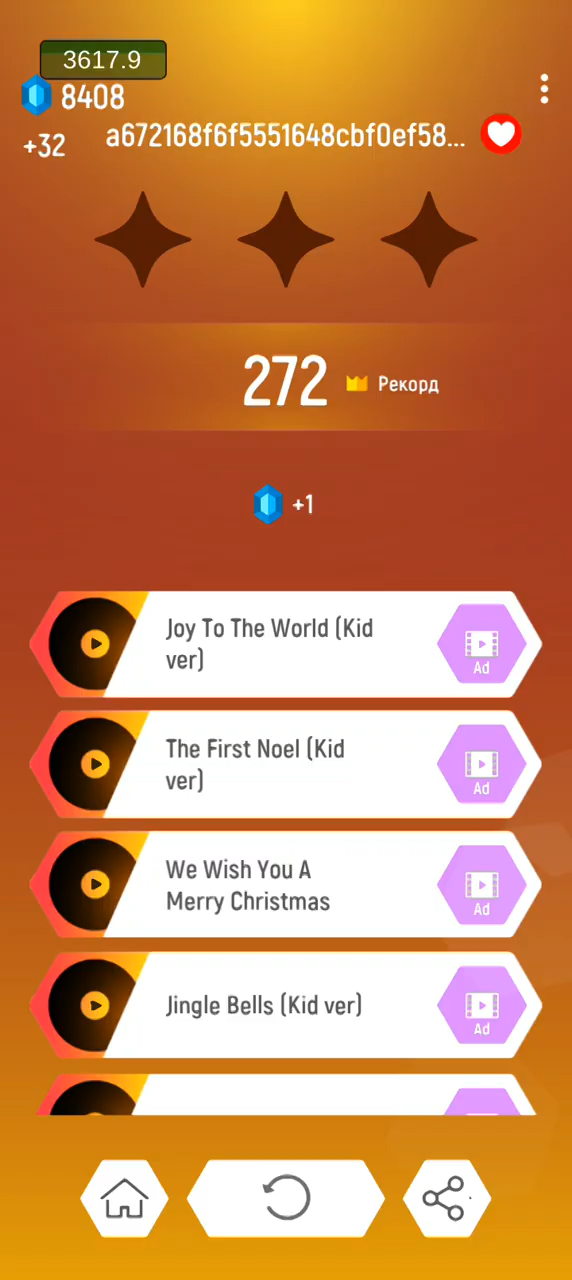 3617.9
8408
+32
a672168f6f5551648cbf0ef58...
272
Рекорд
+1
Joy To The World (Kid
ver)
Ad
The First Noel (Kid
ver)
Ad
We Wish You A
Merry Christmas
Ad
Jingle Bells (Kid ver)
Ad